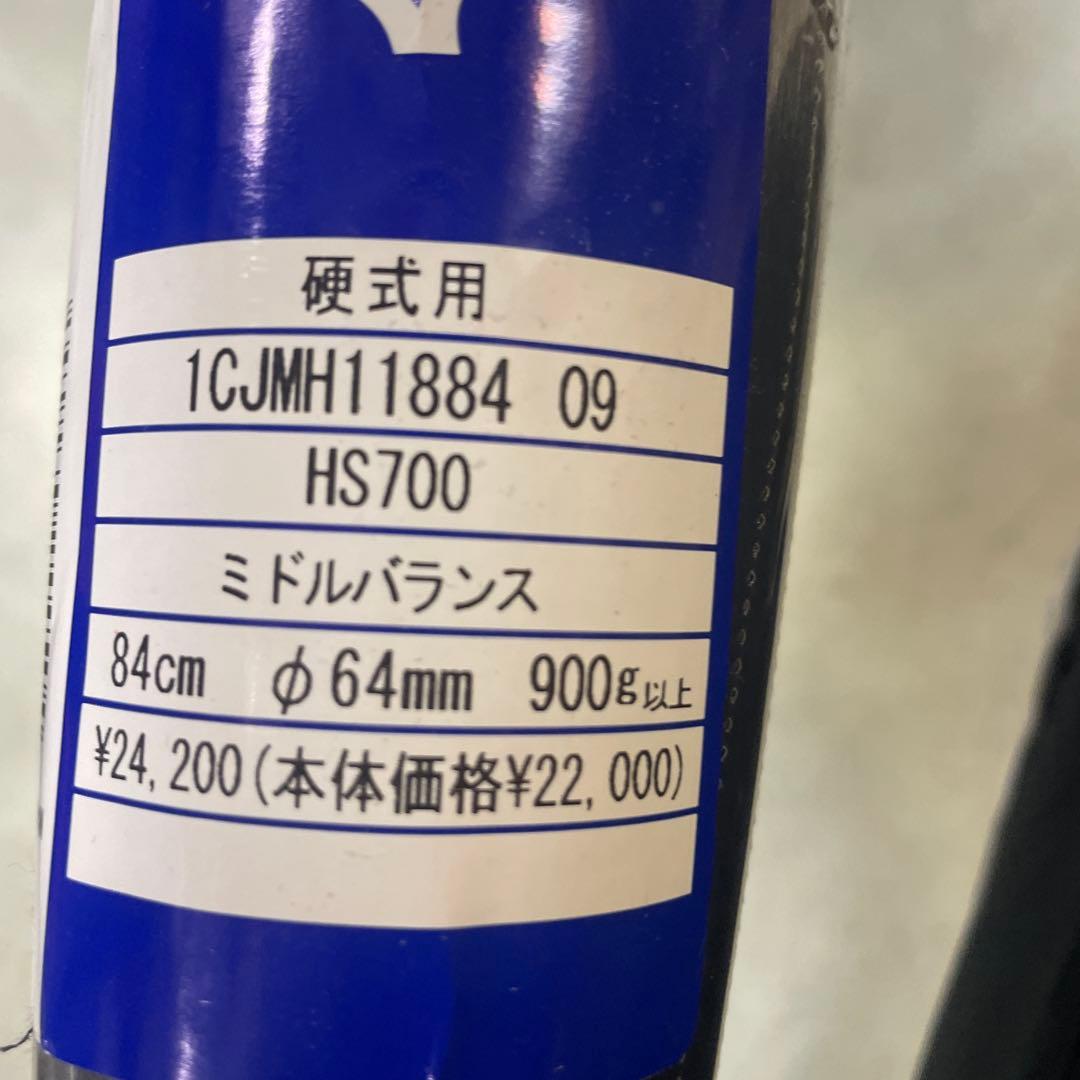 硬式用
1CJMH11884 09
HS700
ミドルバランス
84cm φ64mm 900g以上
¥24,200(本体価格¥22,000)